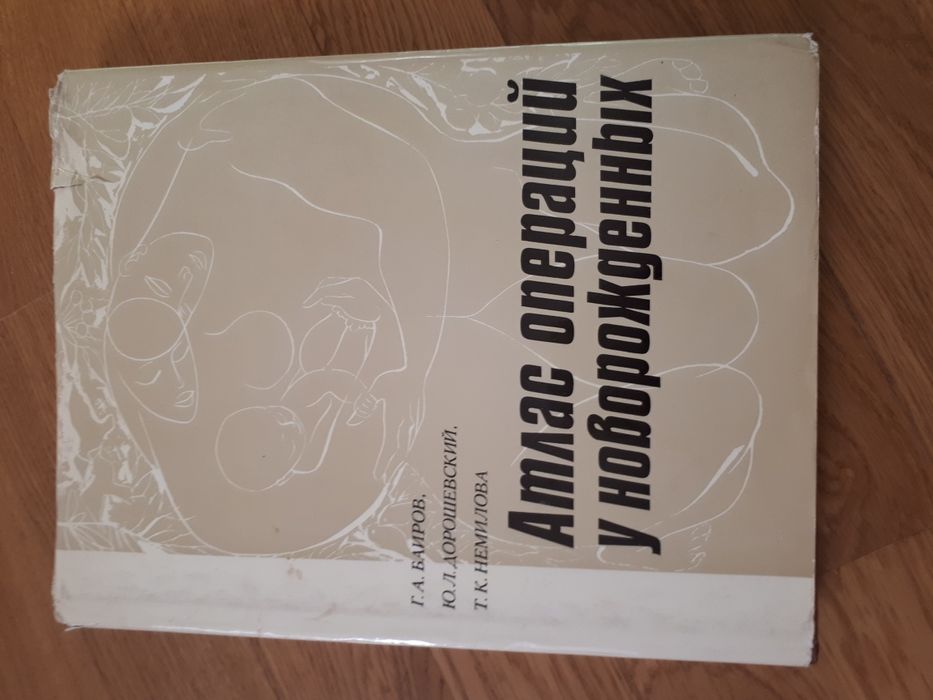 Г. А. БАИРОВ,
Ю. Л. ДОРОШЕВСКИЙ,
Т. К. НЕМИЛОВА
Атлас операций
у новорожденных